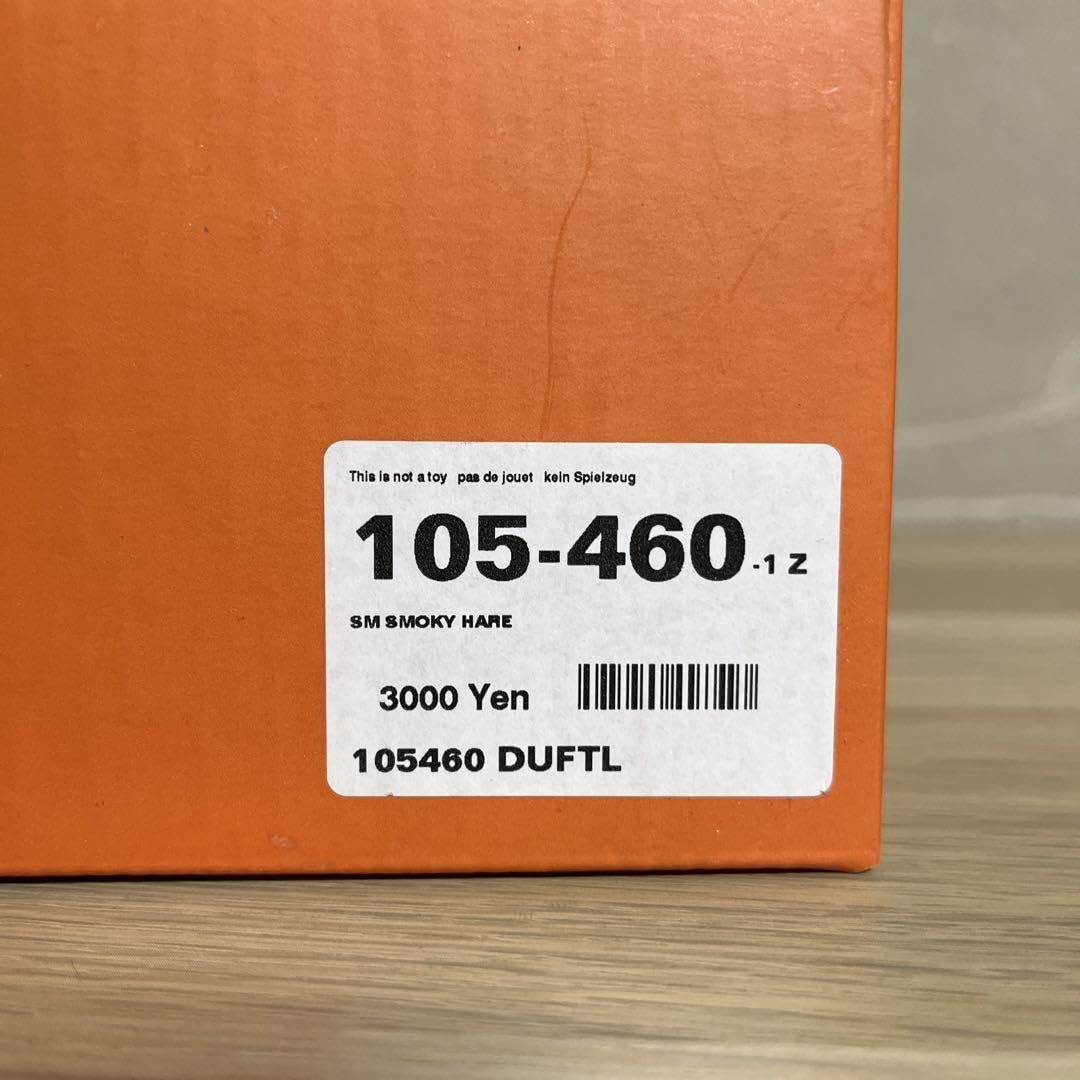 This is not a toy pas de jouet kein Spielzeug
105-460 -1 Z
SM SMOKY HARE
3000 Yen
105460 DUFTL